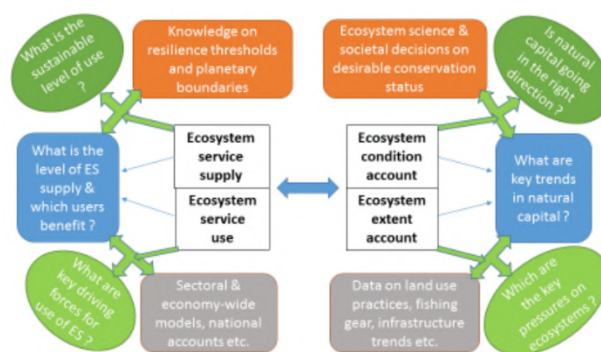 What is the
sustainable
level of use
?
Knowledge on
resilience thresholds
and planetary
boundaries
Ecosystem science
& societal decisions on
desirable conservation
status
Is natural
capital going
in the right
direction ?
What is the
level of ES
supply &
which users
benefit ?
Ecosystem
service
supply
Ecosystem
service
use
Ecosystem
condition
account
Ecosystem
extent
account
What are
key trends
in natural
capital ?
What are
key driving
forces for
use of ES ?
Sectoral &
economy-wide
models, national
accounts etc.
Data on land use
practices, fishing
gear, infrastructure
trends etc.
Which are
the key
pressures on
ecosystems ?